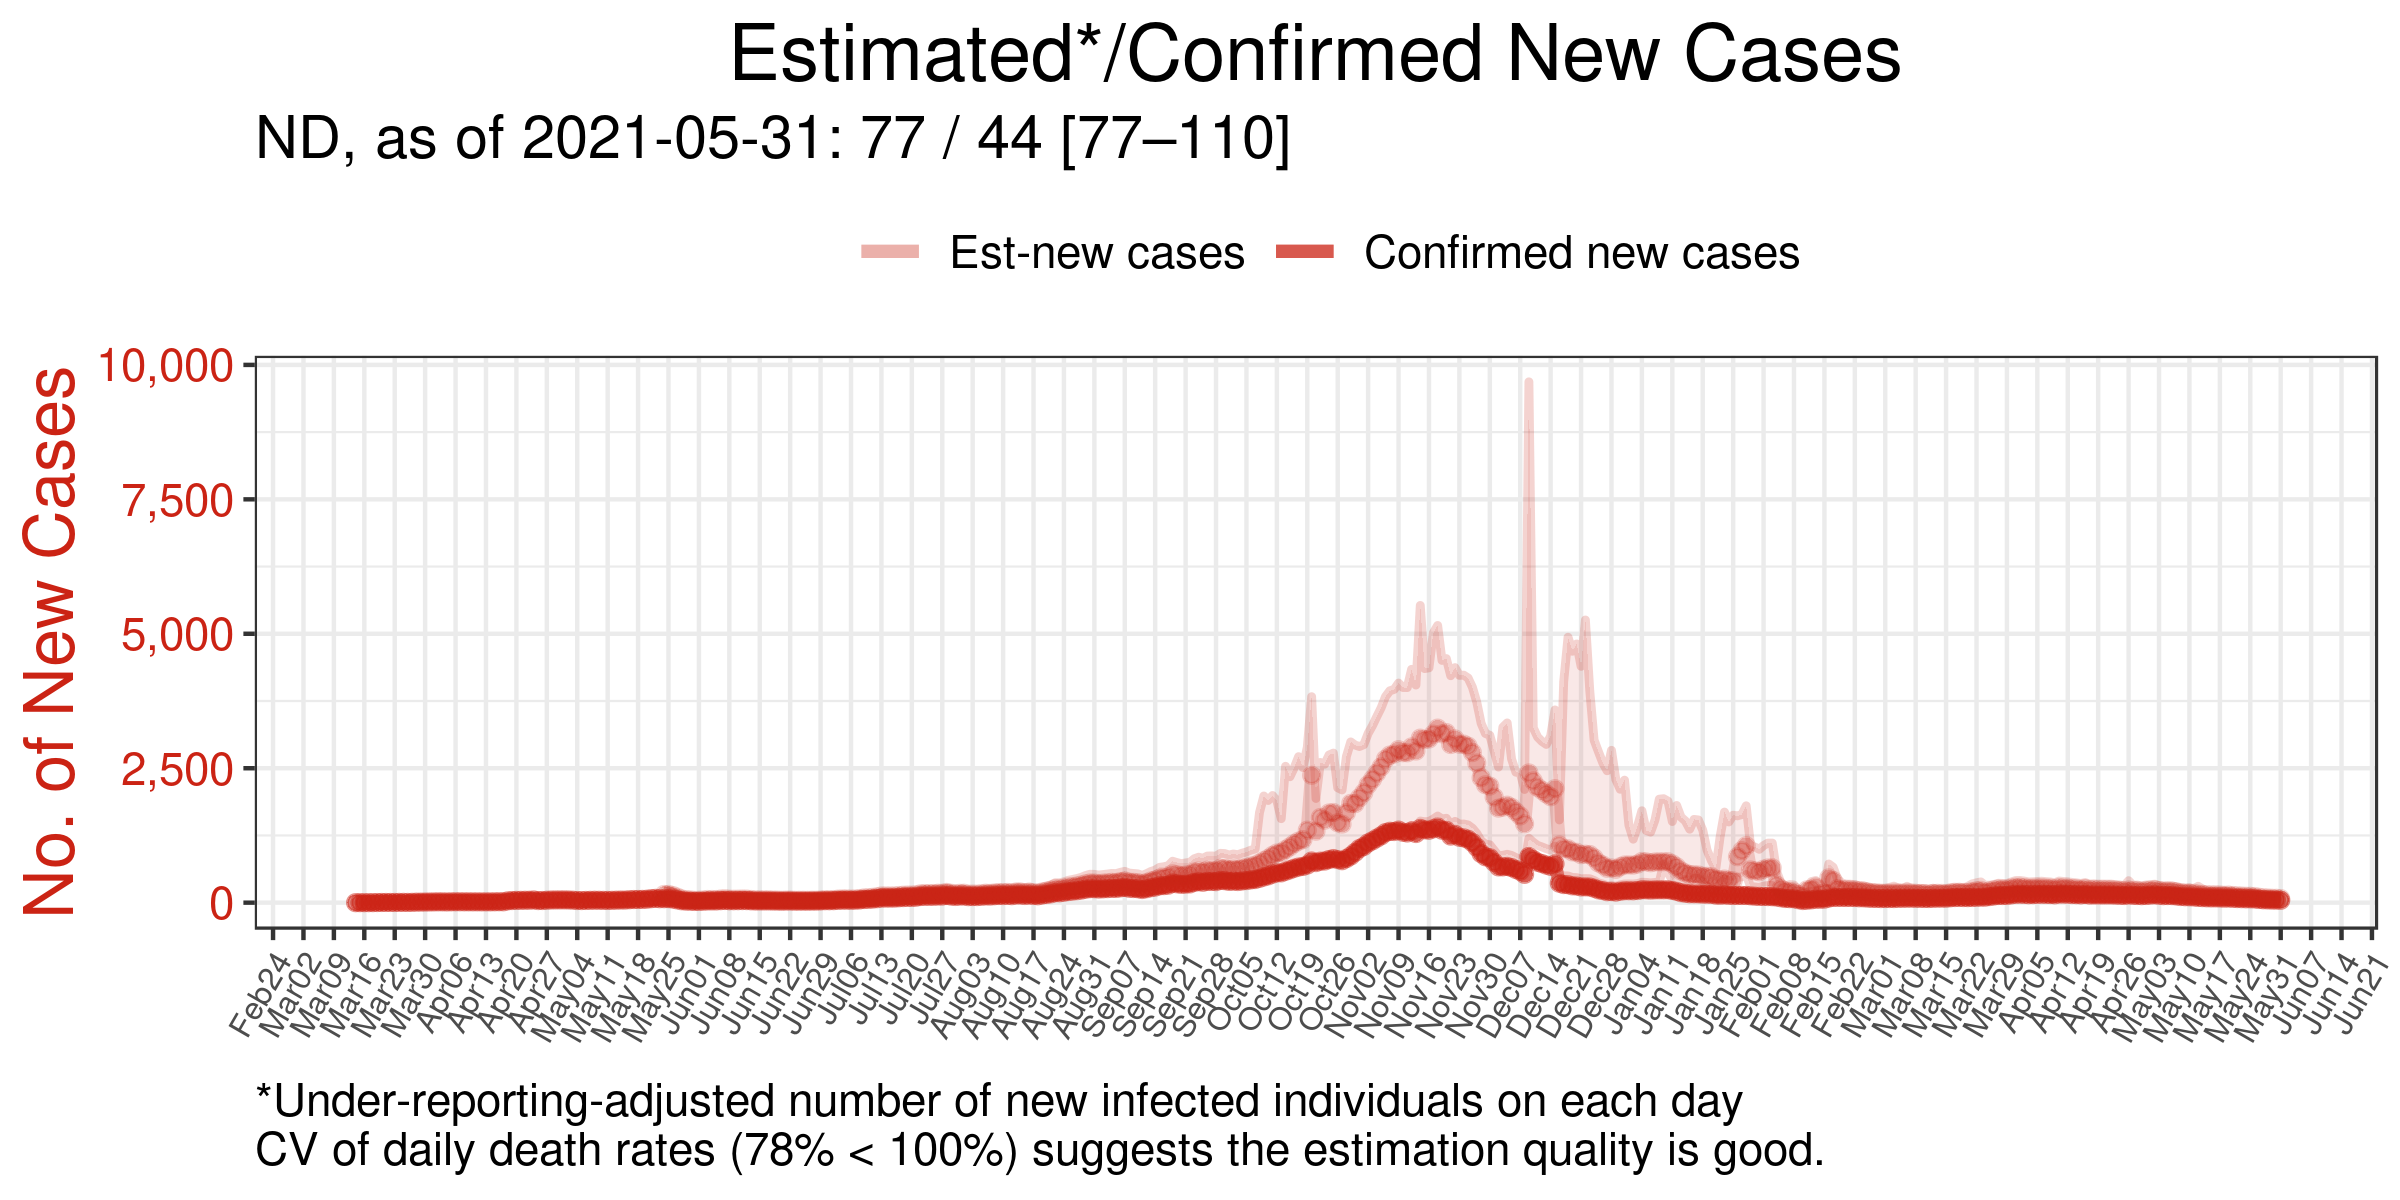 Estimated*/Confirmed New Cases
ND, as of 2021-05-31: 77 / 44 [77–110]
Est-new cases
Confirmed new cases
No. of New Cases
10,000
7,500
5,000
2,500
0
Feb24
Mar02
Mar09
Mar16
Mar23
Mar30
Apr06
Apr13
Apr20
Apr27
May04
May11
May18
May25
Jun01
Jun08
Jun15
Jun22
Jun29
Jul06
Jul13
Jul20
Jul27
Aug03
Aug10
Aug17
Aug24
Aug31
Sep07
Sep14
Sep21
Sep28
Oct05
Oct12
Oct19
Oct26
Nov02
Nov09
Nov16
Nov23
Nov30
Dec07
Dec14
Dec21
Dec28
Jan04
Jan11
Jan18
Jan25
Feb01
Feb08
Feb15
Feb22
Mar01
Mar08
Mar15
Mar22
Mar29
Apr05
Apr12
Apr19
Apr26
May03
May10
May17
May24
May31
Jun07
Jun14
Jun21
*Under-reporting-adjusted number of new infected individuals on each day
CV of daily death rates (78% < 100%) suggests the estimation quality is good.